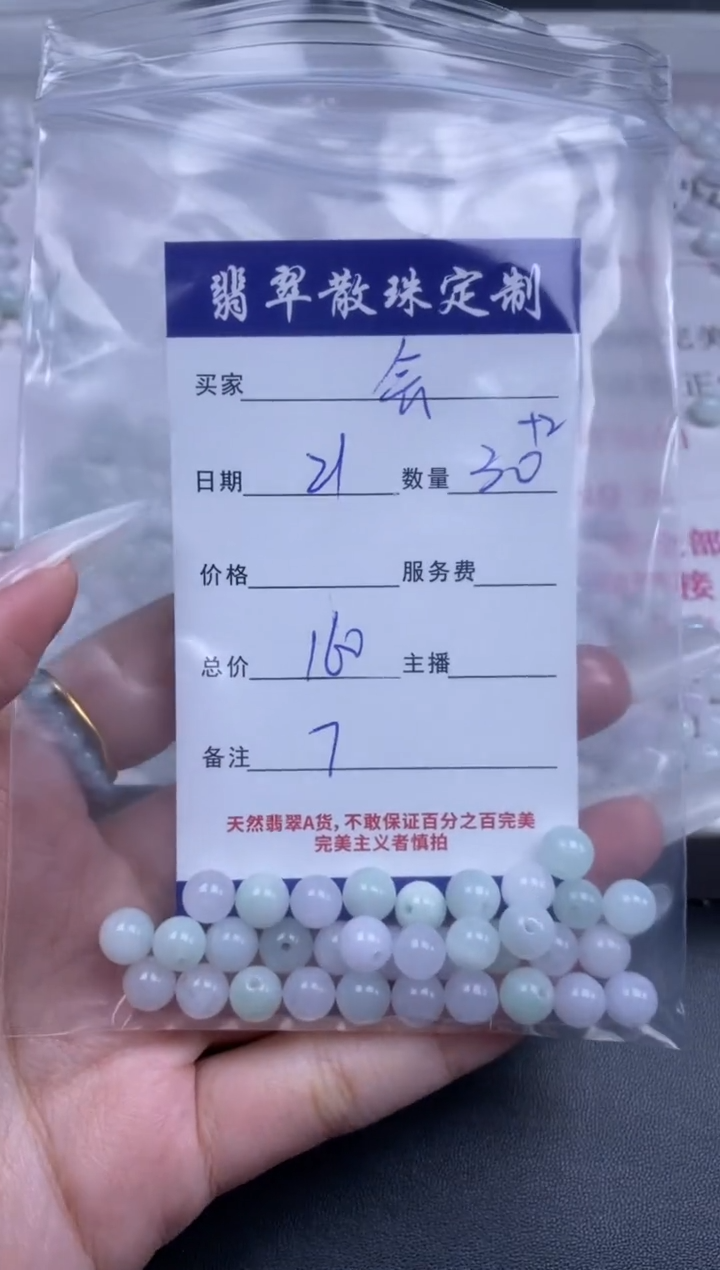 翡翠散珠定制
买家 会
日期 21 数量 30 +2
价格 服务费
总价 160 主播
备注 7
天然翡翠A货,不敢保证百分之百完美
完美主义者慎拍
部
接